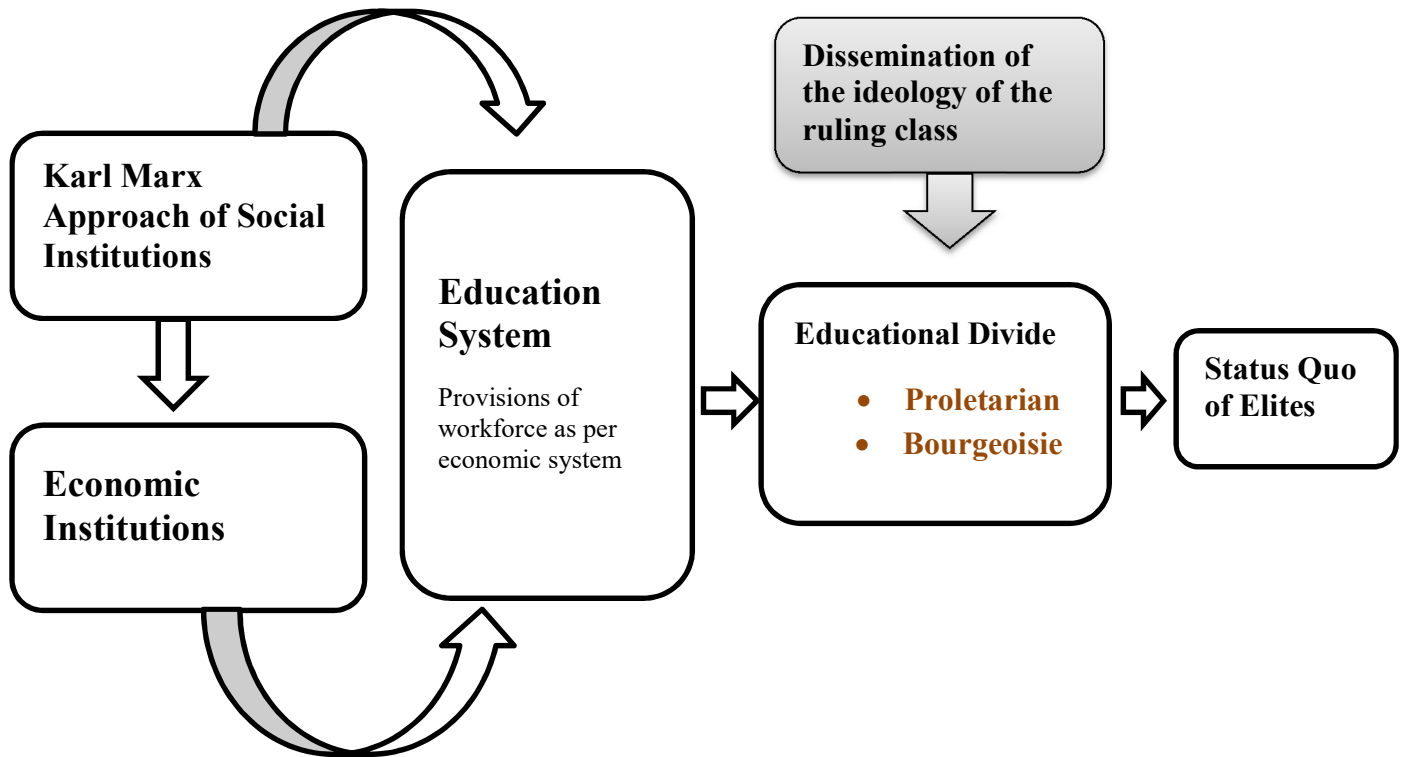 Karl Marx
Approach of Social
Institutions
Economic
Institutions
Education
System
Provisions of
workforce as per
economic system
Dissemination of
the ideology of the
ruling class
Educational Divide
• Proletarian
• Bourgeoisie
Status Quo
of Elites